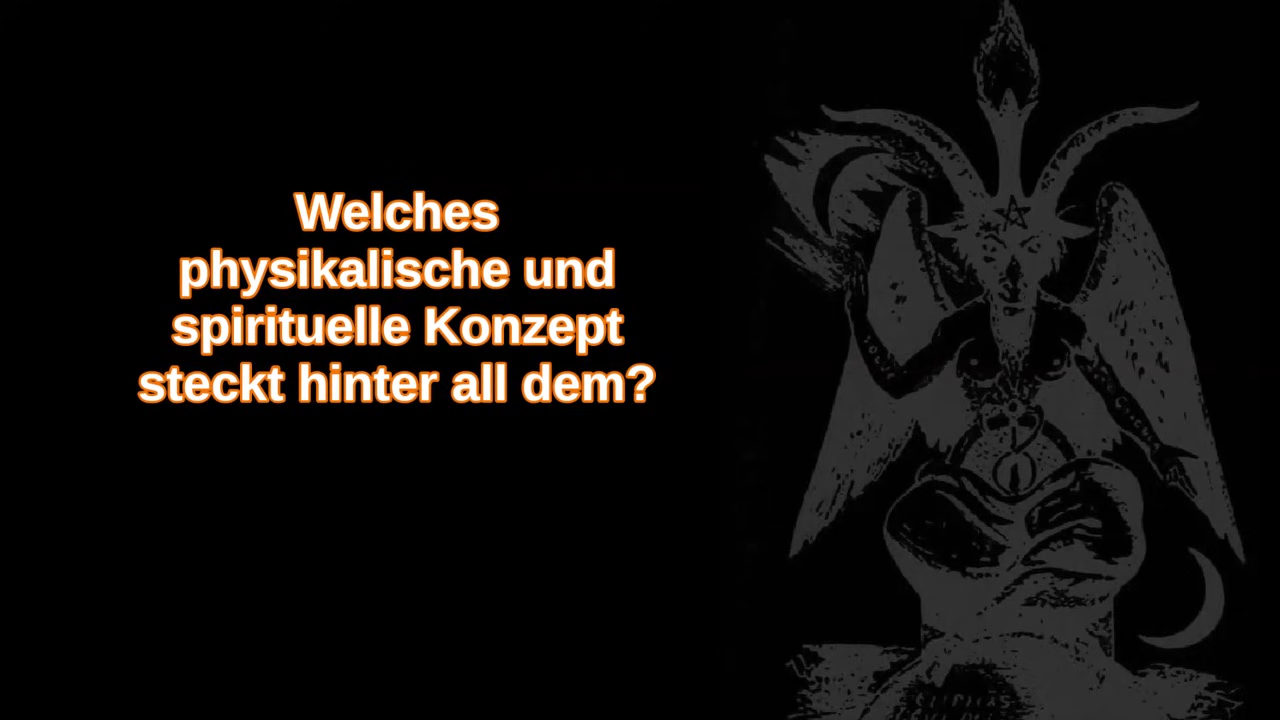 Welches
physikalische und
spirituelle Konzept
steckt hinter all dem?